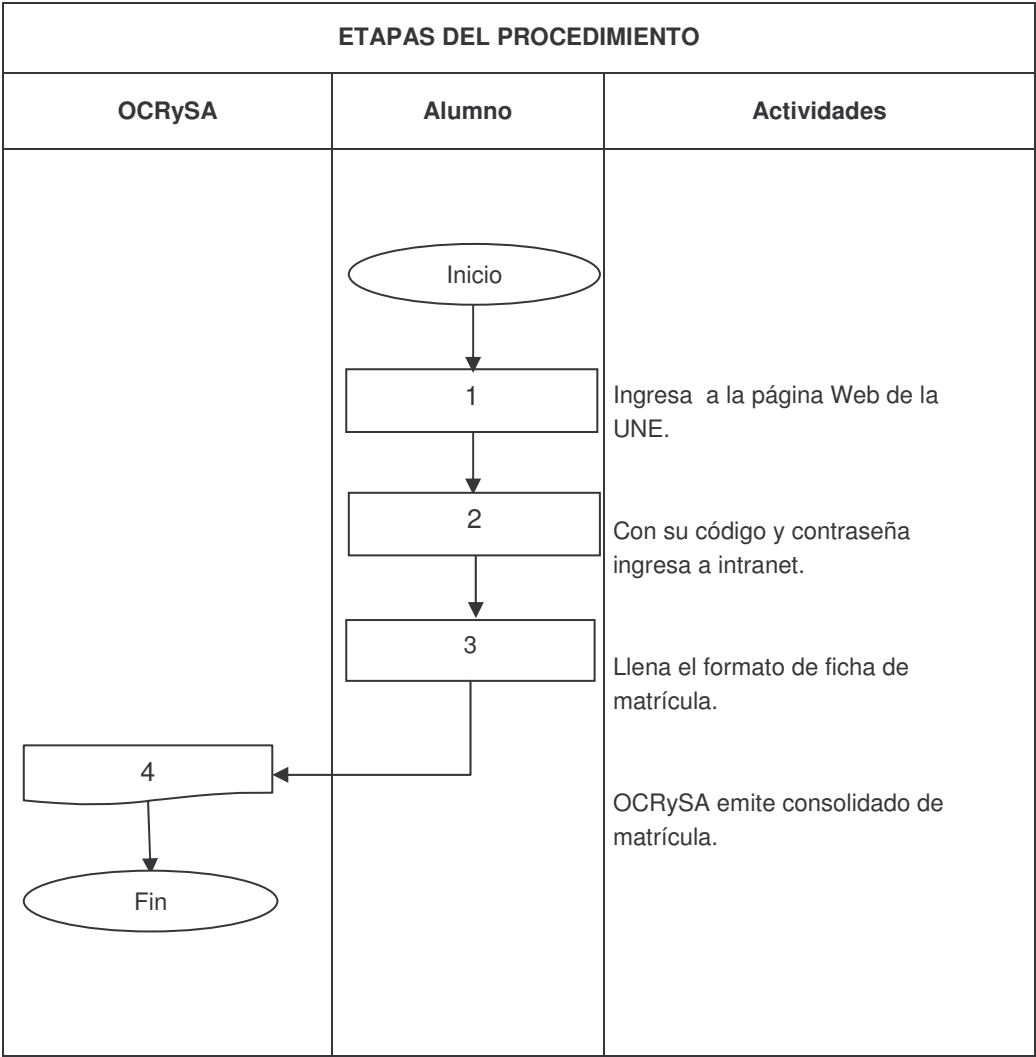 ETAPAS DEL PROCEDIMIENTO
OCRySA
Alumno
Actividades
Inicio
1
Ingresa a la página Web de la
UNE.
2
Con su código y contraseña
ingresa a intranet.
3
Llena el formato de ficha de
matrícula.
4
OCRySA emite consolidado de
matrícula.
Fin